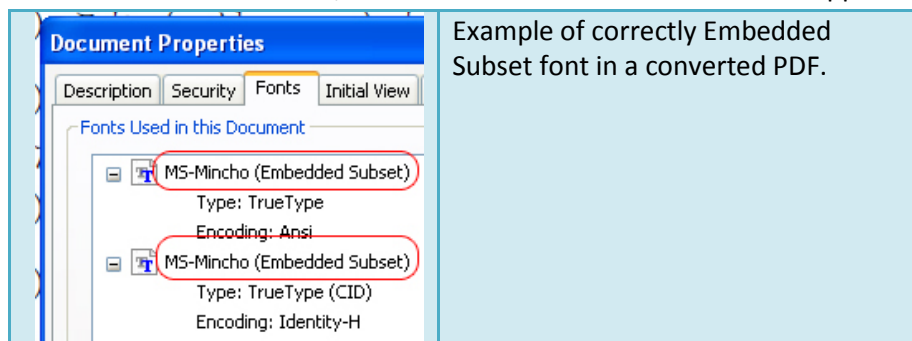 Document Properties
Description Security Fonts Initial View
Fonts Used in this Document
MS-Mincho (Embedded Subset)
Type: TrueType
Encoding: Ansi
MS-Mincho (Embedded Subset)
Type: TrueType (CID)
Encoding: Identity-H
Example of correctly Embedded
Subset font in a converted PDF.